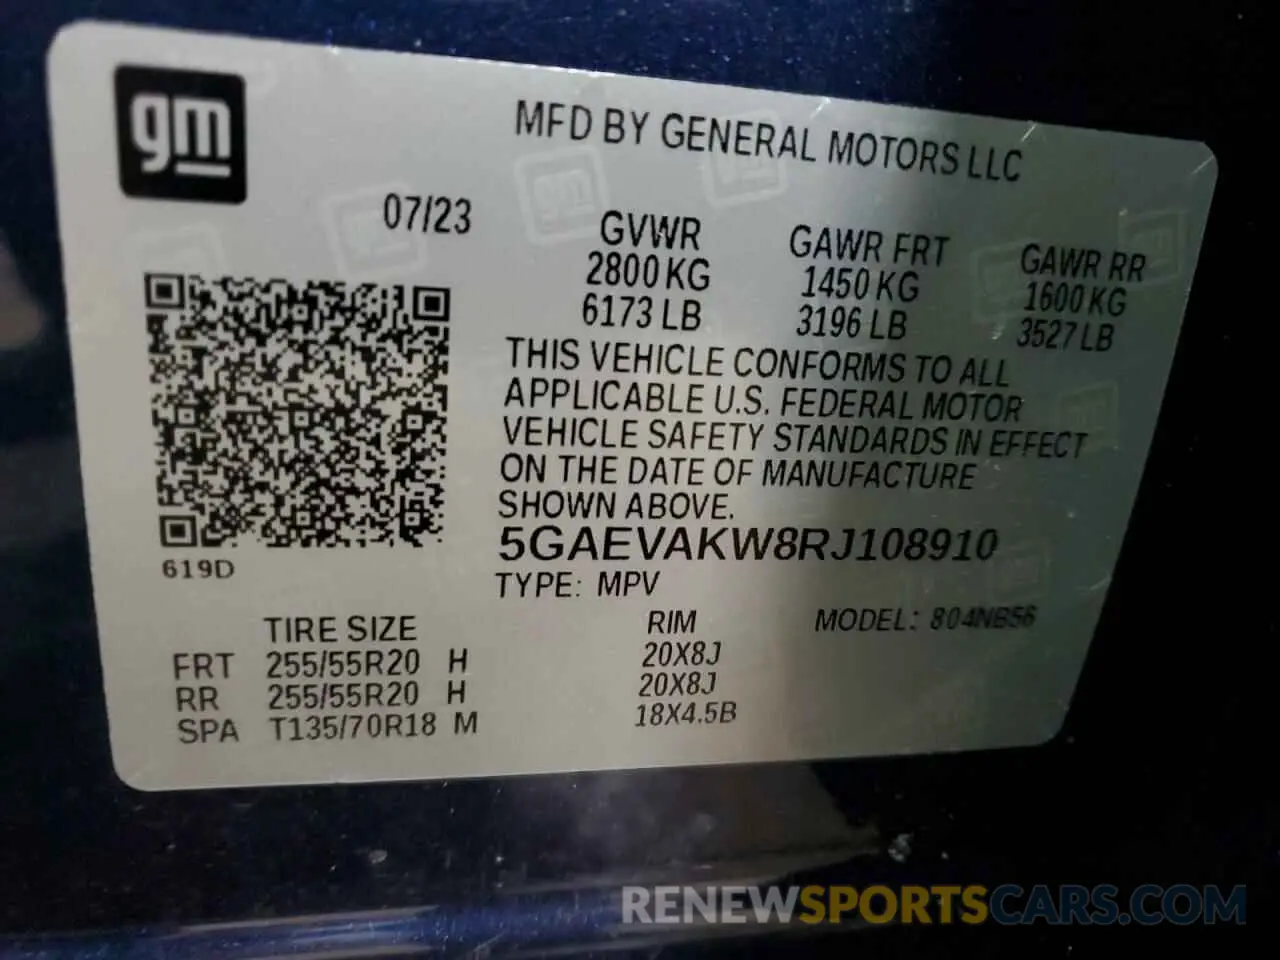 gm
MFD BY GENERAL MOTORS LLC
07/23
GVWR GAWR FRT GAWR RR
2800 KG 1450 KG 1600 KG
6173 LB 3196 LB 3527 LB
THIS VEHICLE CONFORMS TO ALL
APPLICABLE U.S. FEDERAL MOTOR
VEHICLE SAFETY STANDARDS IN EFFECT
ON THE DATE OF MANUFACTURE
SHOWN ABOVE.
5GAEVAKW8RJ108910
619D
TYPE: MPV
TIRE SIZE RIM MODEL: 804NB56
FRT 255/55R20 H 20X8J
RR 255/55R20 H 20X8J
SPA T135/70R18 M 18X4.5B
RENEWSPORTSCARS.COM